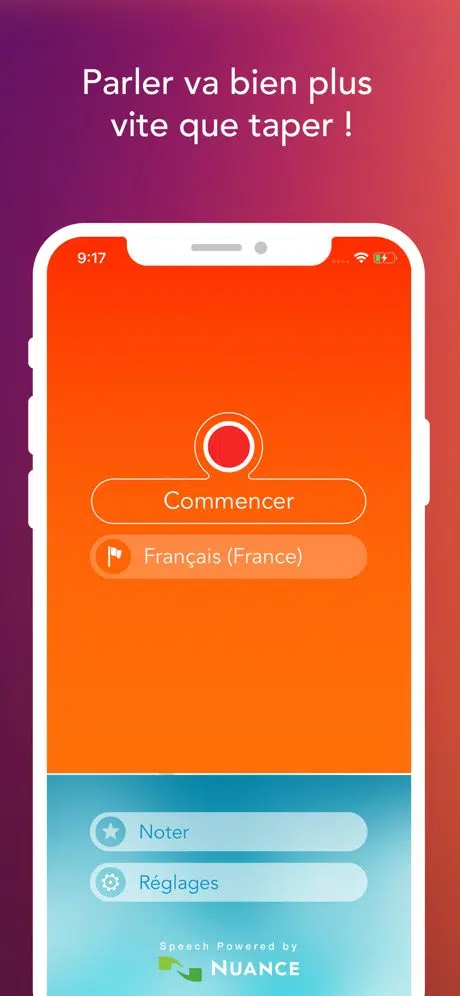 Parler va bien plus
vite que taper !
9:17
Commencer
Français (France)
Noter
Réglages
Speech Powered by
NUANCE